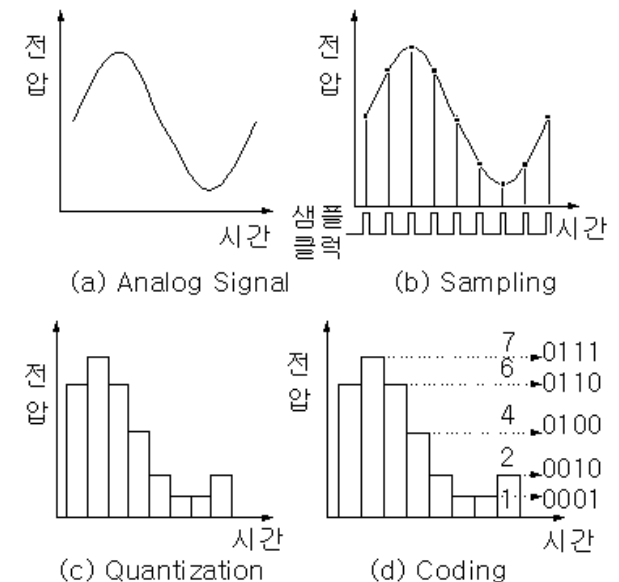 전
압
시간
(a) Analog Signal
전
압
샘플
클럭
시간
(b) Sampling
전
압
시간
(c) Quantization
전
압
7
0111
6
0110
4
0100
2
0010
1
0001
시간
(d) Coding